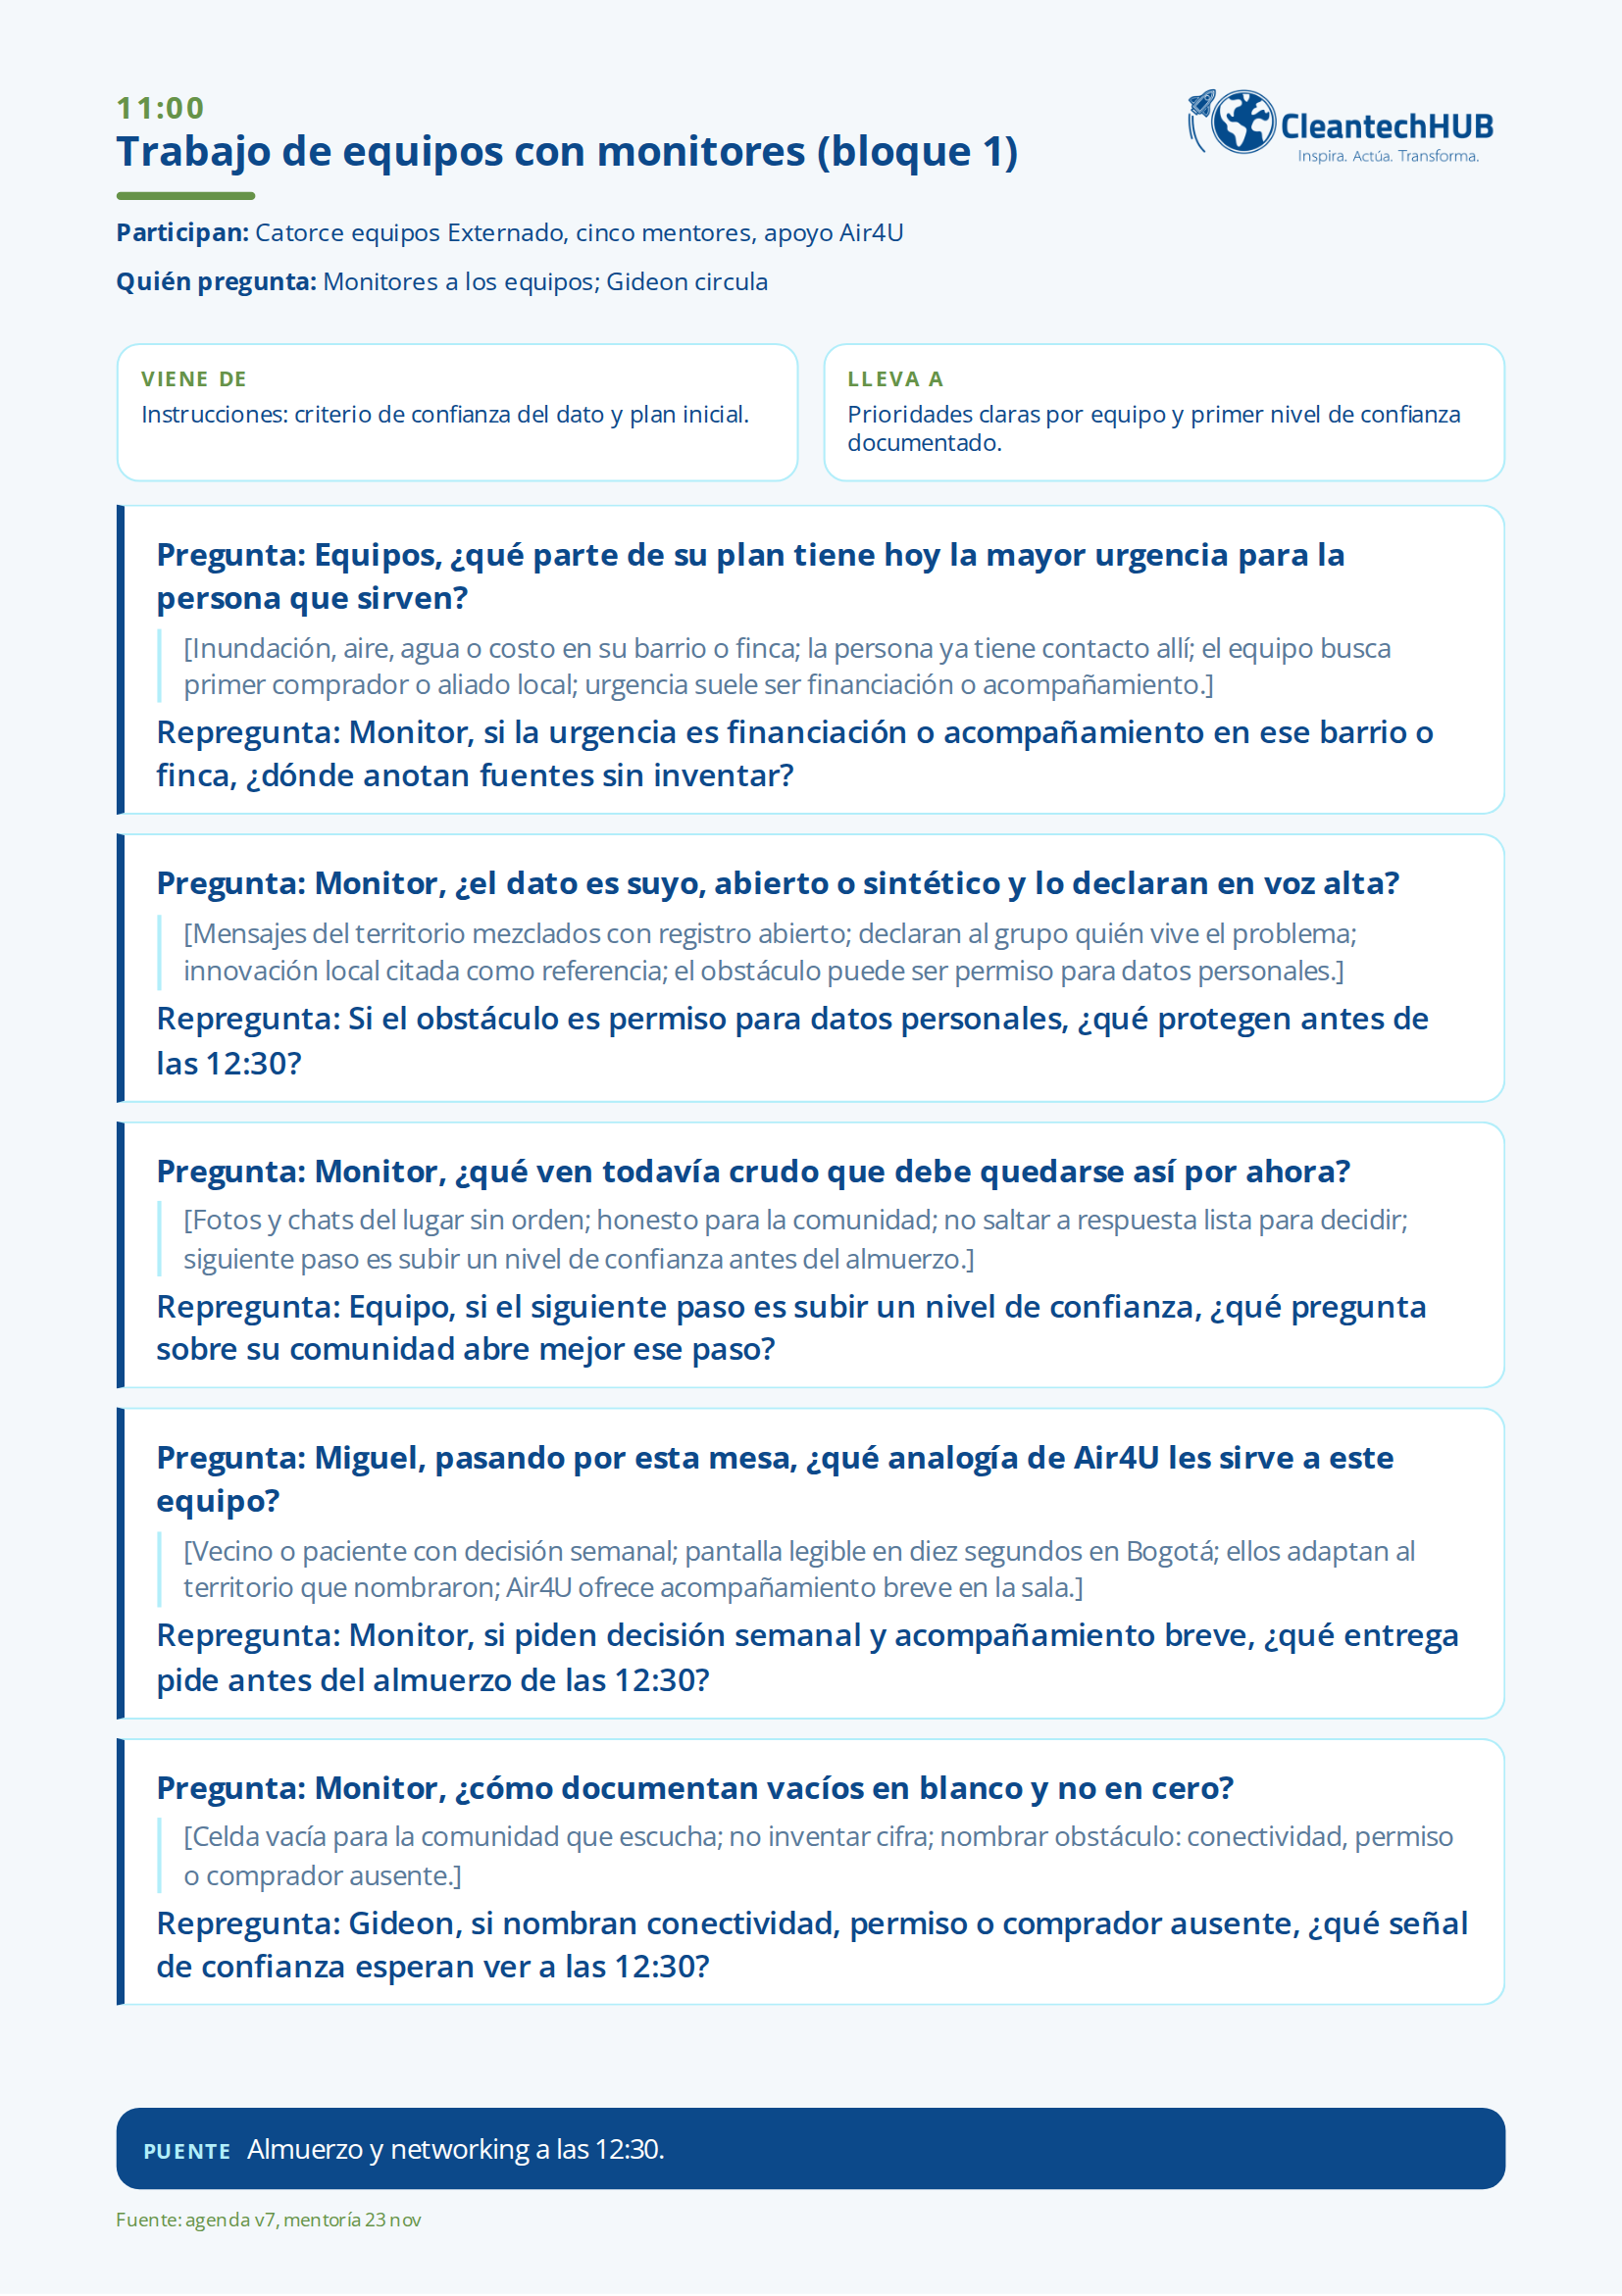 11:00
Trabajo de equipos con monitores (bloque 1)
CleantechHUB
Inspira. Actúa. Transforma.
Participan: Catorce equipos Externado, cinco mentores, apoyo Air4U
Quién pregunta: Monitores a los equipos; Gideon circula
VIENE DE
Instrucciones: criterio de confianza del dato y plan inicial.
LLEVA A
Prioridades claras por equipo y primer nivel de confianza
documentado.
Pregunta: Equipos, ¿qué parte de su plan tiene hoy la mayor urgencia para la
persona que sirven?
[Inundación, aire, agua o costo en su barrio o finca; la persona ya tiene contacto allí; el equipo busca
primer comprador o aliado local; urgencia suele ser financiación o acompañamiento.]
Repregunta: Monitor, si la urgencia es financiación o acompañamiento en ese barrio o
finca, ¿dónde anotan fuentes sin inventar?
Pregunta: Monitor, ¿el dato es suyo, abierto o sintético y lo declaran en voz alta?
[Mensajes del territorio mezclados con registro abierto; declaran al grupo quién vive el problema;
innovación local citada como referencia; el obstáculo puede ser permiso para datos personales.]
Repregunta: Si el obstáculo es permiso para datos personales, ¿qué protegen antes de
las 12:30?
Pregunta: Monitor, ¿qué ven todavía crudo que debe quedarse así por ahora?
[Fotos y chats del lugar sin orden; honesto para la comunidad; no saltar a respuesta lista para decidir;
siguiente paso es subir un nivel de confianza antes del almuerzo.]
Repregunta: Equipo, si el siguiente paso es subir un nivel de confianza, ¿qué pregunta
sobre su comunidad abre mejor ese paso?
Pregunta: Miguel, pasando por esta mesa, ¿qué analogía de Air4U les sirve a este
equipo?
[Vecino o paciente con decisión semanal; pantalla legible en diez segundos en Bogotá; ellos adaptan al
territorio que nombraron; Air4U ofrece acompañamiento breve en la sala.]
Repregunta: Monitor, si piden decisión semanal y acompañamiento breve, ¿qué entrega
pide antes del almuerzo de las 12:30?
Pregunta: Monitor, ¿cómo documentan vacíos en blanco y no en cero?
[Celda vacía para la comunidad que escucha; no inventar cifra; nombrar obstáculo: conectividad, permiso
o comprador ausente.]
Repregunta: Gideon, si nombran conectividad, permiso o comprador ausente, ¿qué señal
de confianza esperan ver a las 12:30?
PUENTE Almuerzo y networking a las 12:30.
Fuente: agenda v7, mentoría 23 nov